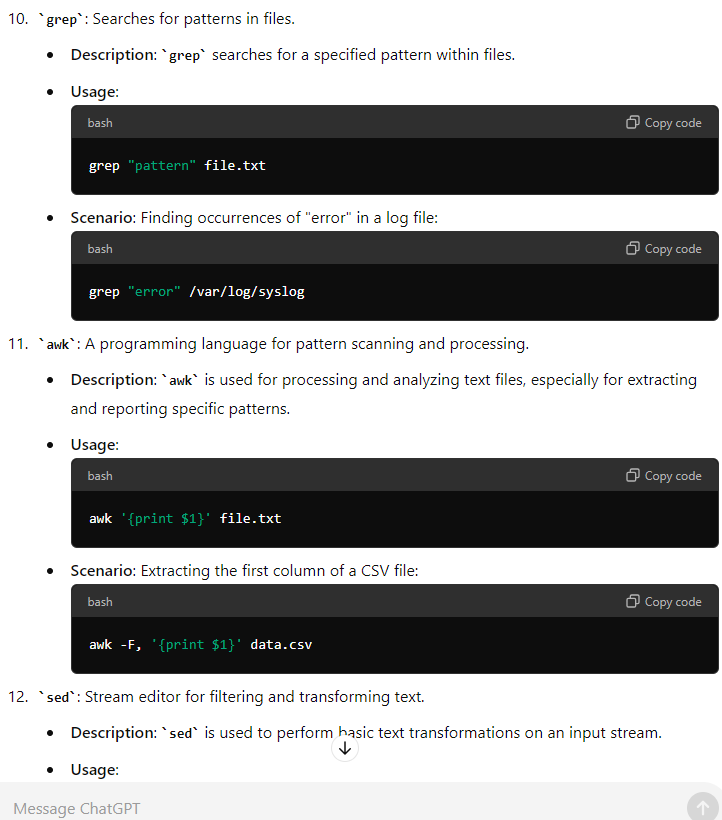 10. `grep`: Searches for patterns in files.
• Description: `grep` searches for a specified pattern within files.
• Usage:
bash Copy code
grep "pattern" file.txt
• Scenario: Finding occurrences of "error" in a log file:
bash Copy code
grep "error" /var/log/syslog
11. `awk`: A programming language for pattern scanning and processing.
• Description: `awk` is used for processing and analyzing text files, especially for extracting
and reporting specific patterns.
• Usage:
bash Copy code
awk '{print $1}' file.txt
• Scenario: Extracting the first column of a CSV file:
bash Copy code
awk -F, '{print $1}' data.csv
12. `sed`: Stream editor for filtering and transforming text.
• Description: `sed` is used to perform basic text transformations on an input stream.
• Usage:
Message ChatGPT